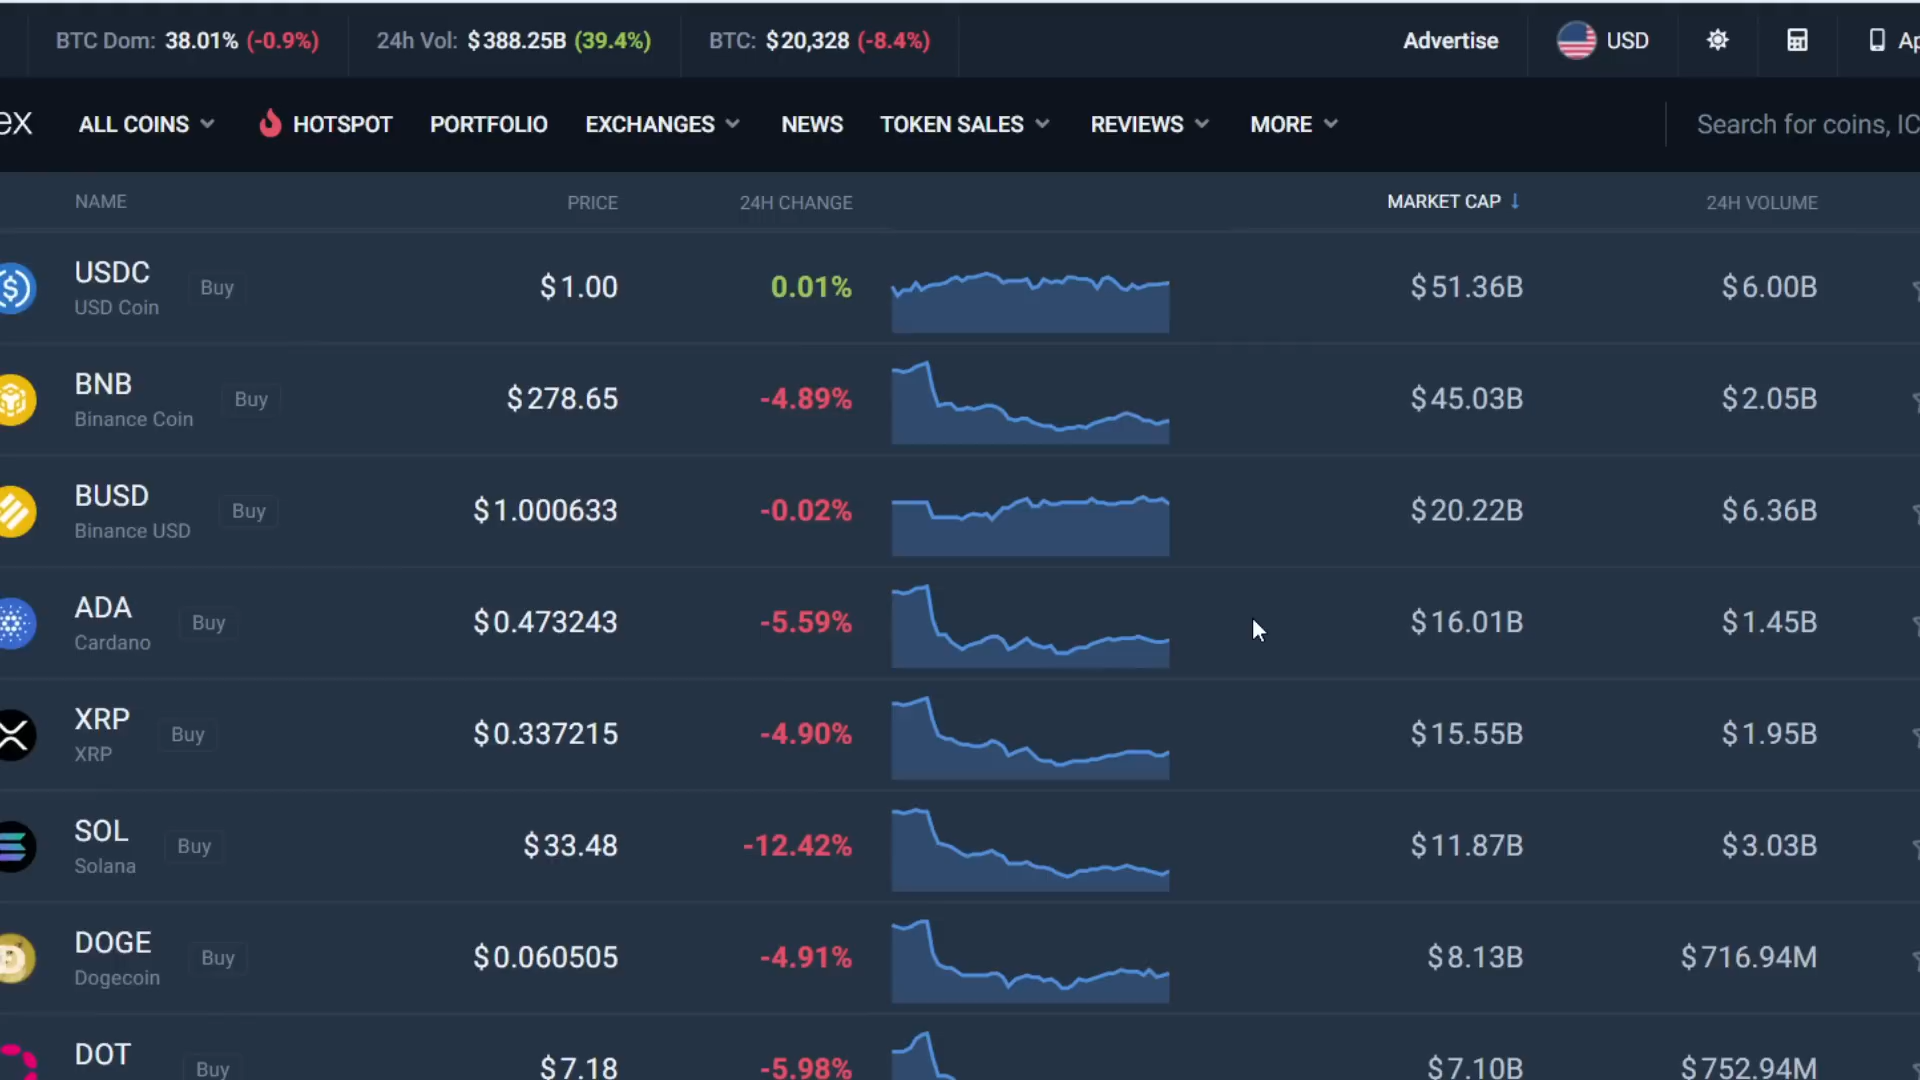 BTC Dom: 38.01% (-0.9%) 24h Vol: $388.25B (39.4%) BTC: $20,328 (-8.4%) Advertise USD Ap
ex ALL COINS HOTSPOT PORTFOLIO EXCHANGES NEWS TOKEN SALES REVIEWS MORE Search for coins, IC
NAME PRICE 24H CHANGE MARKET CAP ↓ 24H VOLUME
USDC Buy $1.00 0.01% $51.36B $6.00B
USD Coin
BNB Buy $278.65 -4.89% $45.03B $2.05B
Binance Coin
BUSD Buy $1.000633 -0.02% $20.22B $6.36B
Binance USD
ADA Buy $0.473243 -5.59% $16.01B $1.45B
Cardano
XRP Buy $0.337215 -4.90% $15.55B $1.95B
XRP
SOL Buy $33.48 -12.42% $11.87B $3.03B
Solana
DOGE Buy $0.060505 -4.91% $8.13B $716.94M
Dogecoin
DOT Buy $7.18 -5.98% $7.10B $752.94M